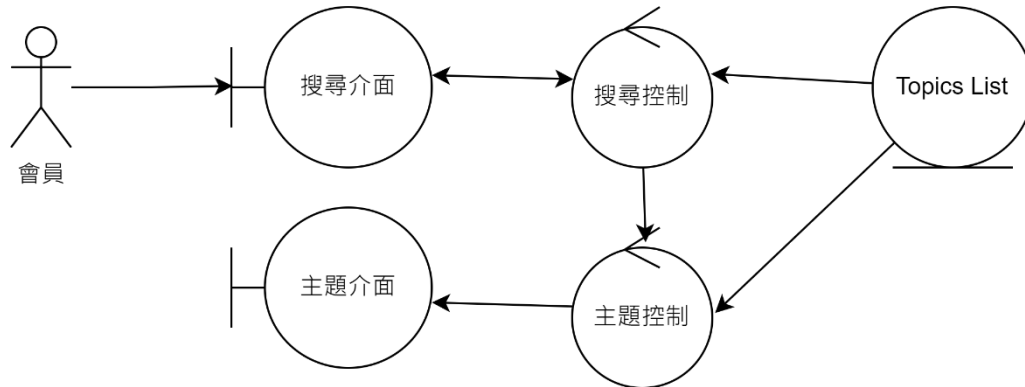 會員
搜尋介面
搜尋控制
Topics List
主題介面
主題控制